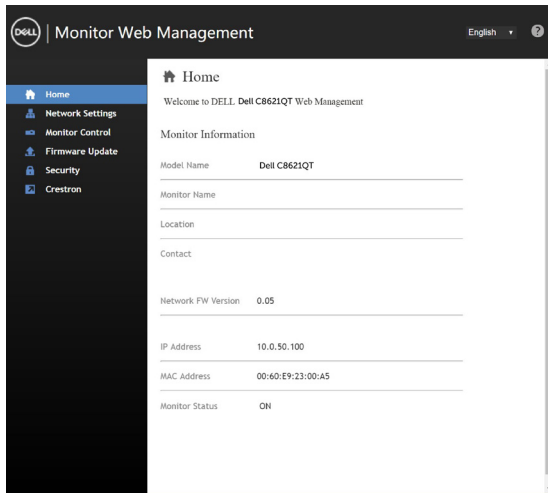 DELL | Monitor Web Management
English
?
Home
Network Settings
Monitor Control
Firmware Update
Security
Crestron
Home
Welcome to DELL Dell C8621QT Web Management
Monitor Information
Model Name Dell C8621QT
Monitor Name
Location
Contact
Network FW Version 0.05
IP Address 10.0.50.100
MAC Address 00:60:E9:23:00:A5
Monitor Status ON